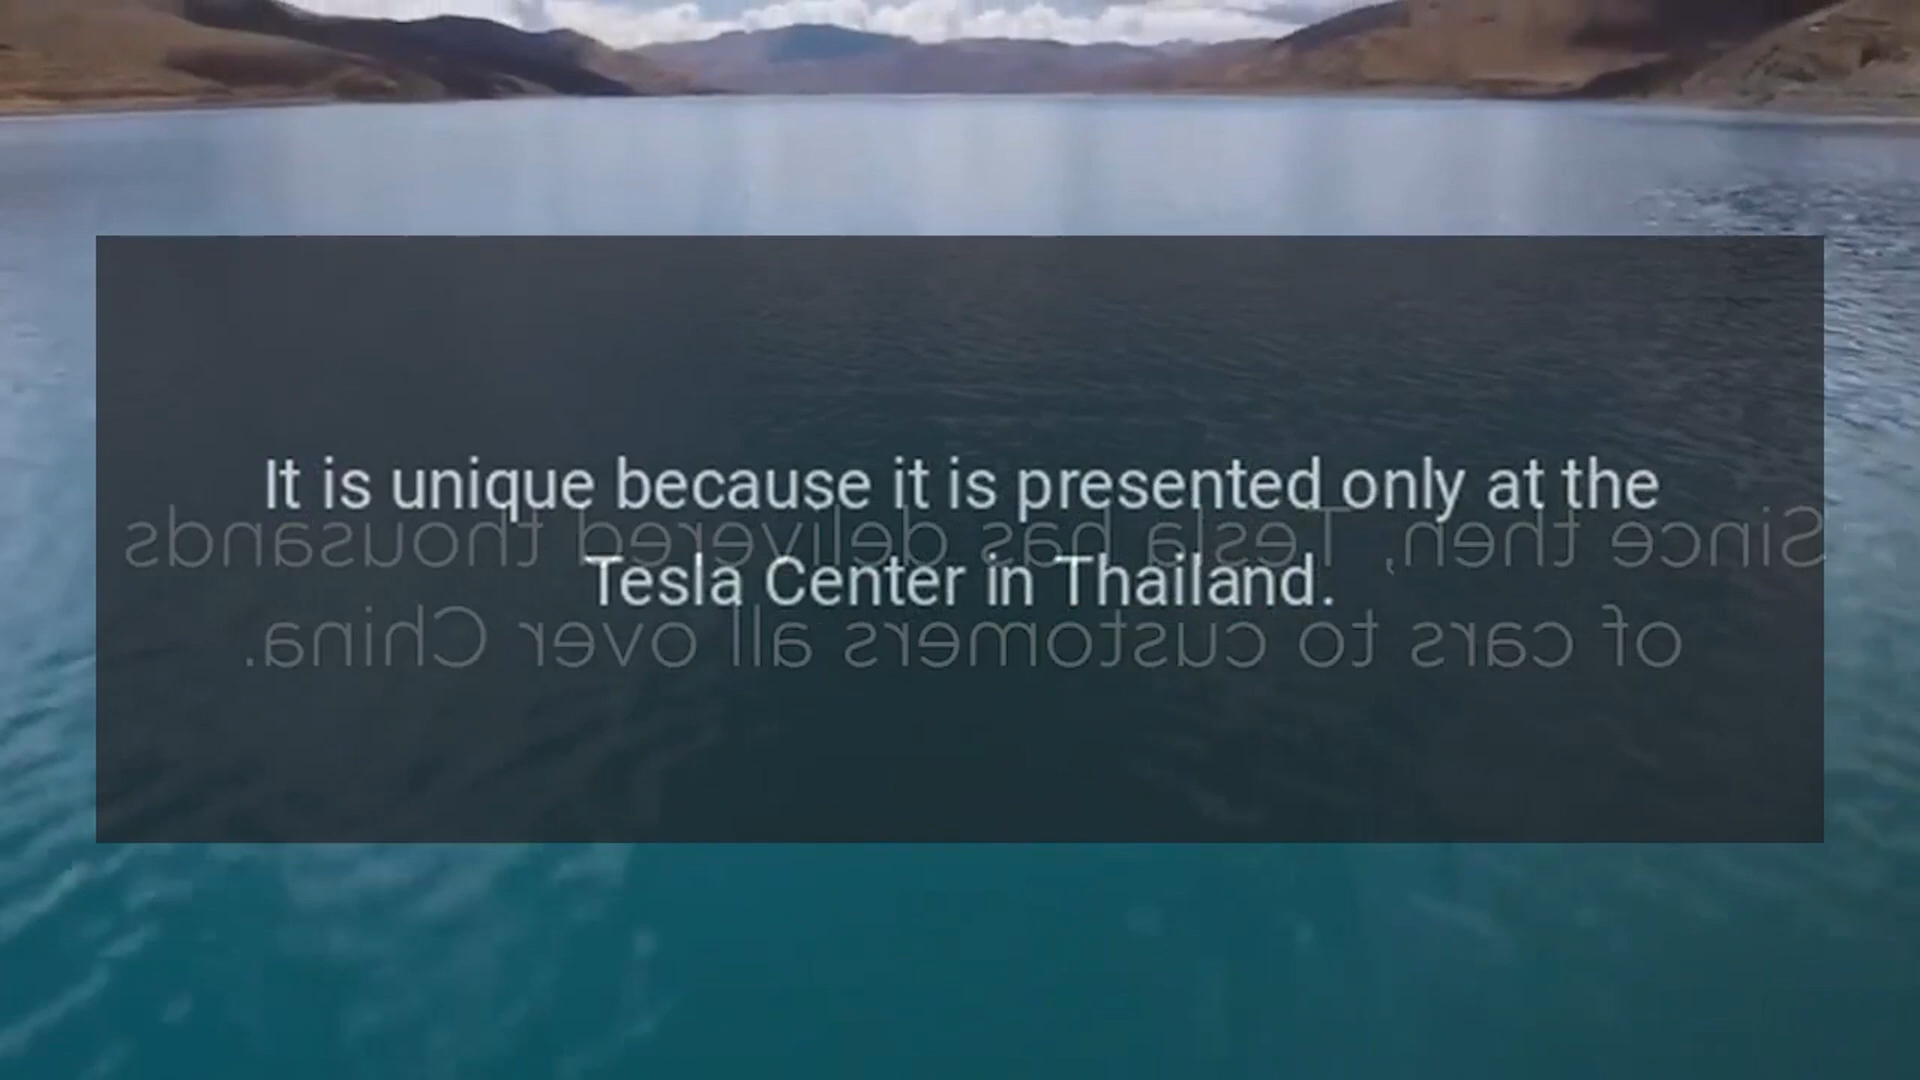 It is unique because it is presented only at the
Tesla Center in Thailand.
Since then, Tesla has delivered thousands
of cars to customers all over China.